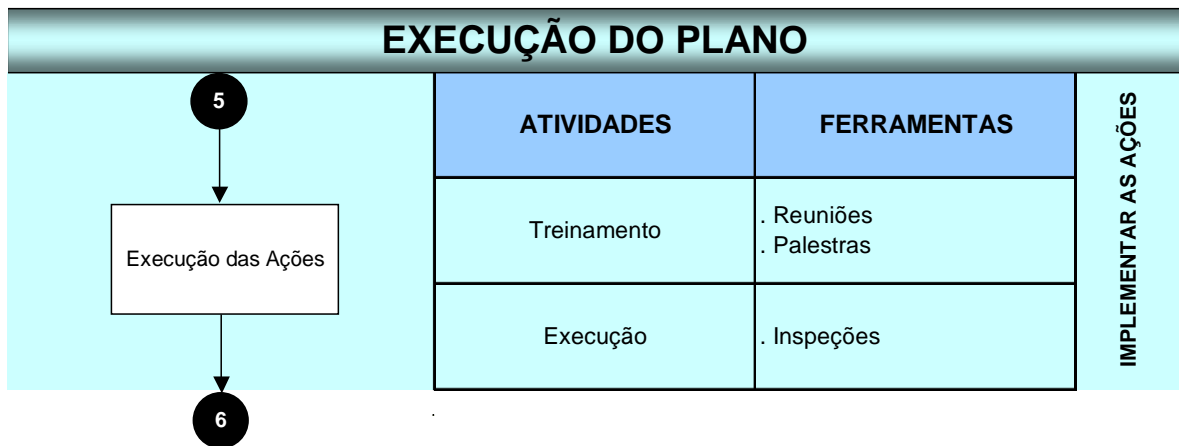 EXECUÇÃO DO PLANO
5
Execução das Ações
6
ATIVIDADES
FERRAMENTAS
Treinamento
. Reuniões
. Palestras
Execução
. Inspeções
.
IMPLEMENTAR AS AÇÕES